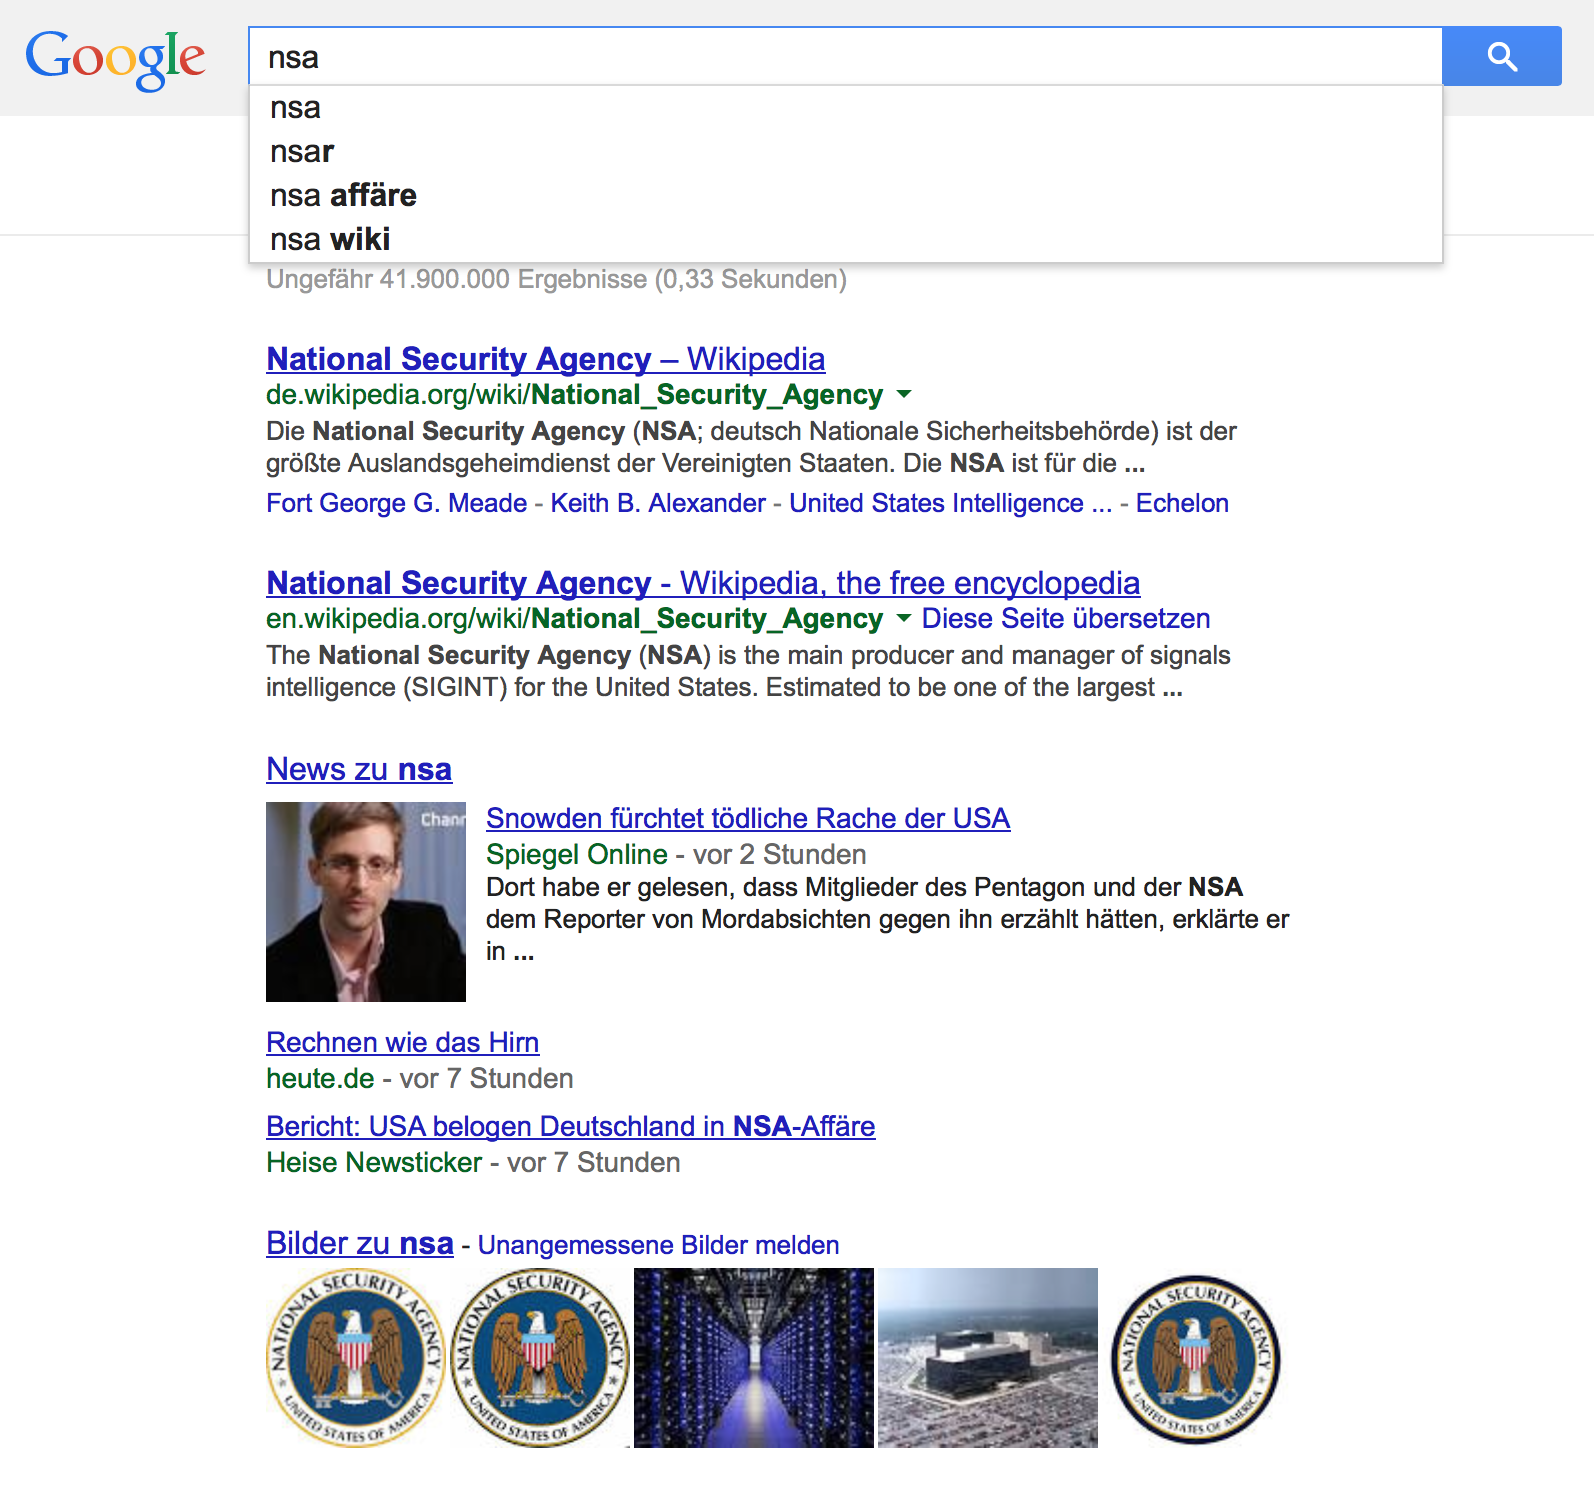 Google
nsa
nsa
nsar
nsa affäre
nsa wiki
Ungefähr 41.900.000 Ergebnisse (0,33 Sekunden)
National Security Agency – Wikipedia
de.wikipedia.org/wiki/National_Security_Agency
Die National Security Agency (NSA; deutsch Nationale Sicherheitsbehörde) ist der
größte Auslandsgeheimdienst der Vereinigten Staaten. Die NSA ist für die ...
Fort George G. Meade - Keith B. Alexander - United States Intelligence ... - Echelon
National Security Agency - Wikipedia, the free encyclopedia
en.wikipedia.org/wiki/National_Security_Agency Diese Seite übersetzen
The National Security Agency (NSA) is the main producer and manager of signals
intelligence (SIGINT) for the United States. Estimated to be one of the largest ...
News zu nsa
Chann
Snowden fürchtet tödliche Rache der USA
Spiegel Online - vor 2 Stunden
Dort habe er gelesen, dass Mitglieder des Pentagon und der NSA
dem Reporter von Mordabsichten gegen ihn erzählt hätten, erklärte er
in ...
Rechnen wie das Hirn
heute.de - vor 7 Stunden
Bericht: USA belogen Deutschland in NSA-Affäre
Heise Newsticker - vor 7 Stunden
Bilder zu nsa - Unangemessene Bilder melden
NATIONAL SECURITY AGENCY
UNITED STATES OF AMERICA
NATIONAL SECURITY AGENCY
UNITED STATES OF AMERICA
NATIONAL SECURITY AGENCY
UNITED STATES OF AMERICA